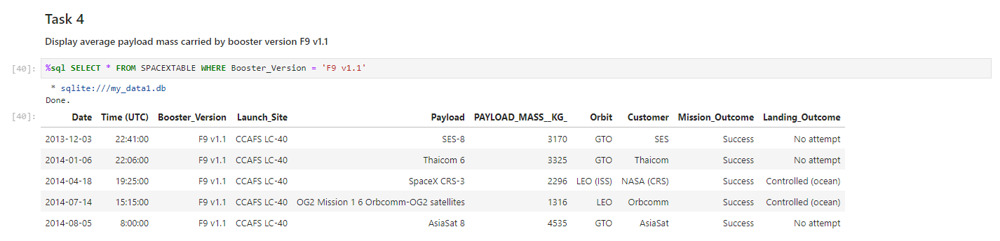 Task 4
Display average payload mass carried by booster version F9 v1.1
[40]: %sql SELECT * FROM SPACEXTABLE WHERE Booster_Version = 'F9 v1.1'
* sqlite:///my_data1.db
Done.
[40]: Date Time (UTC) Booster_Version Launch_Site Payload PAYLOAD_MASS__KG_ Orbit Customer Mission_Outcome Landing_Outcome
2013-12-03 22:41:00 F9 v1.1 CCAFS LC-40 SES-8 3170 GTO SES Success No attempt
2014-01-06 22:06:00 F9 v1.1 CCAFS LC-40 Thaicom 6 3325 GTO Thaicom Success No attempt
2014-04-18 19:25:00 F9 v1.1 CCAFS LC-40 SpaceX CRS-3 2296 LEO (ISS) NASA (CRS) Success Controlled (ocean)
2014-07-14 15:15:00 F9 v1.1 CCAFS LC-40 OG2 Mission 1 6 Orbcomm-OG2 satellites 1316 LEO Orbcomm Success Controlled (ocean)
2014-08-05 8:00:00 F9 v1.1 CCAFS LC-40 AsiaSat 8 4535 GTO AsiaSat Success No attempt